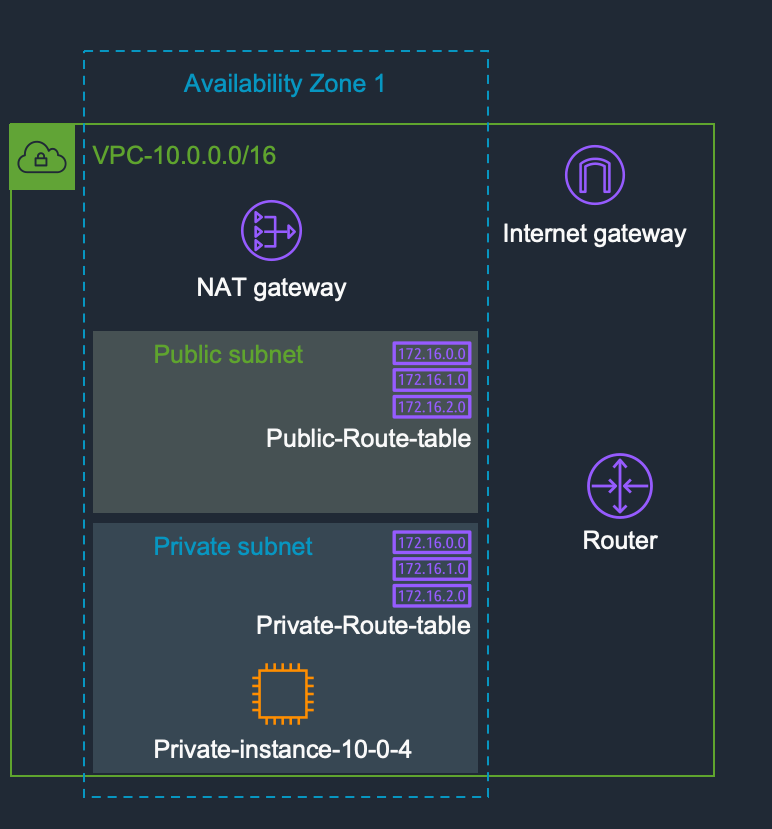 Availability Zone 1
VPC-10.0.0.0/16
Internet gateway
NAT gateway
Public subnet
172.16.0.0
172.16.1.0
172.16.2.0
Public-Route-table
Router
Private subnet
172.16.0.0
172.16.1.0
172.16.2.0
Private-Route-table
Private-instance-10-0-4